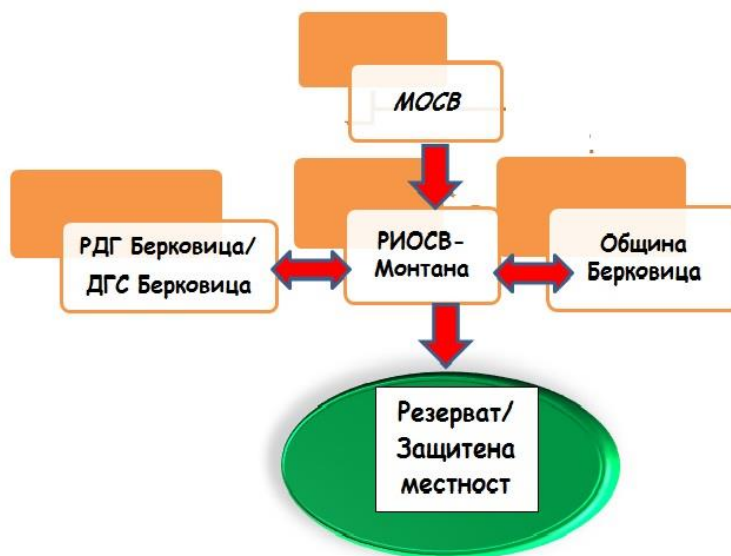 МОСВ
РДГ Берковица/
ДГС Берковица
РИОСВ-
Монтана
Община
Берковица
Резерват/
Защитена
местност